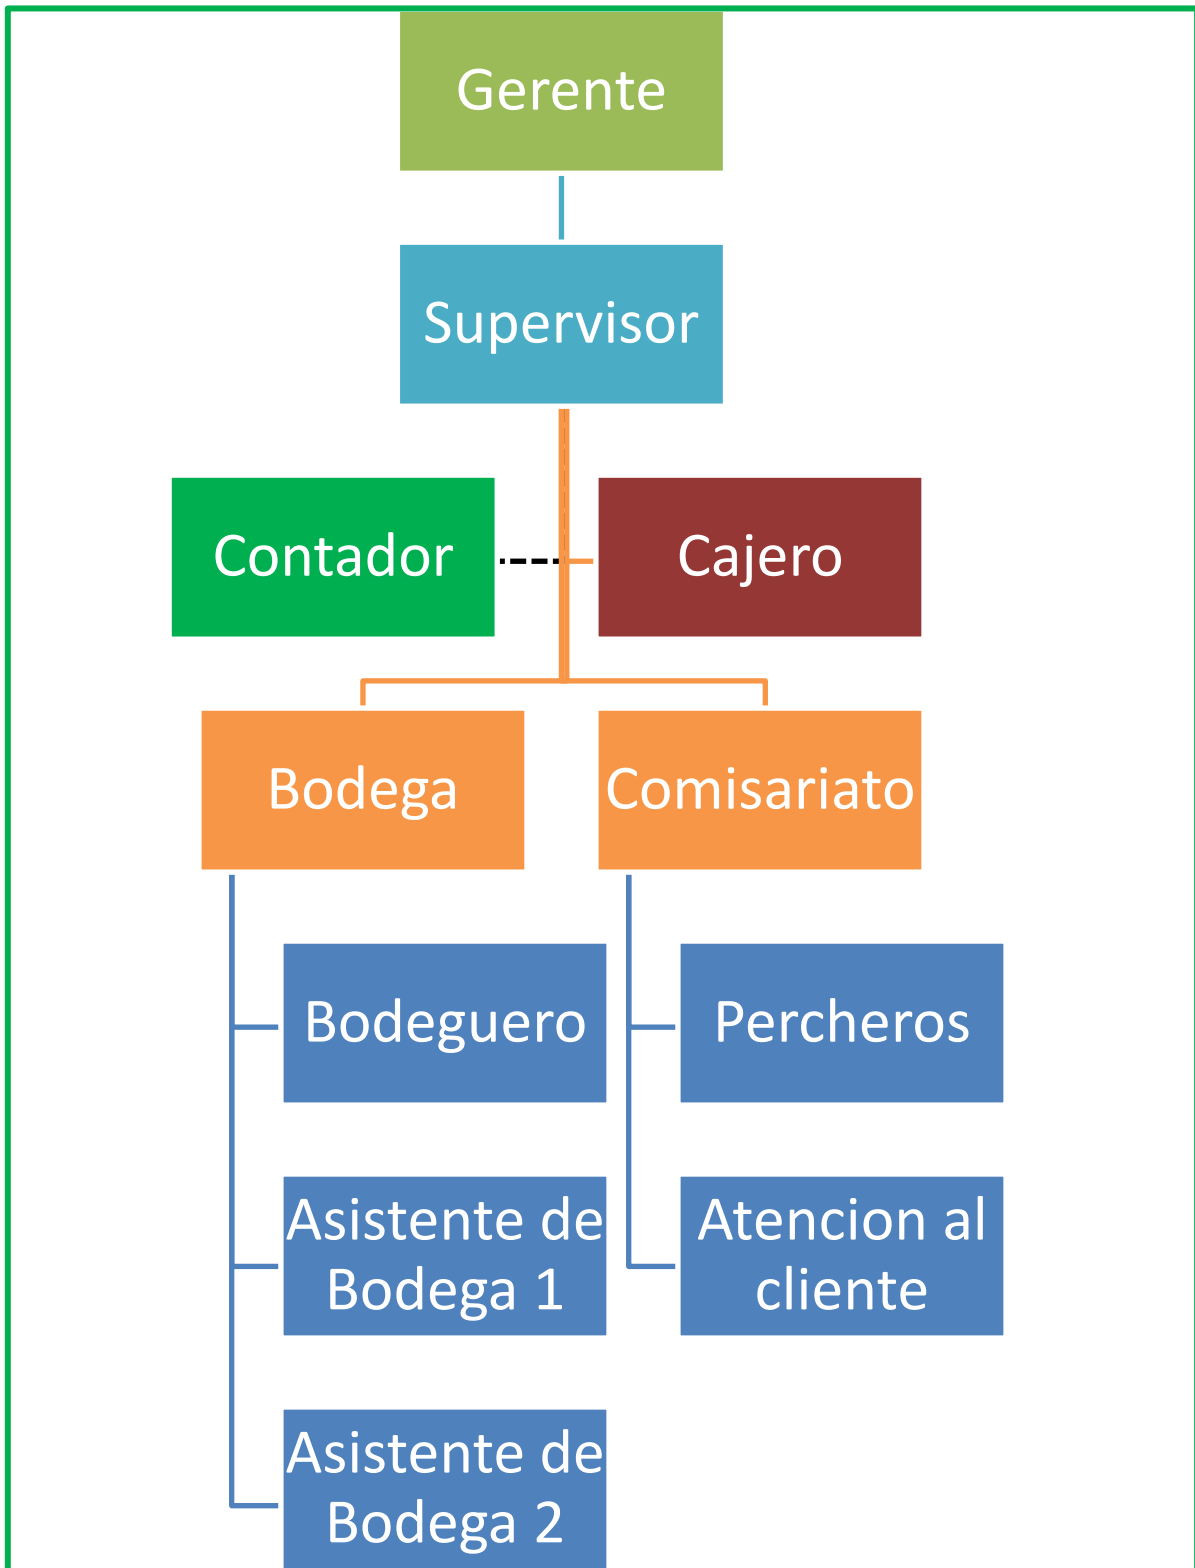 Gerente
Supervisor
Contador
Cajero
Bodega
Comisariato
Bodeguero
Percheros
Asistente de
Bodega 1
Atencion al
cliente
Asistente de
Bodega 2